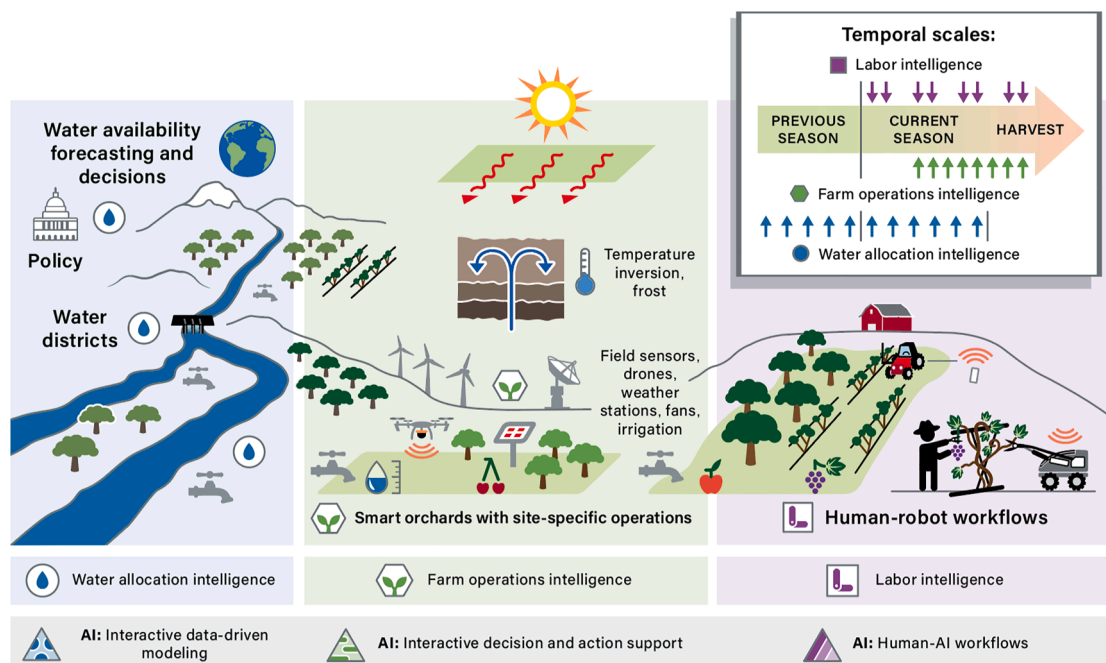 Temporal scales:
Labor intelligence
PREVIOUS
SEASON
CURRENT
SEASON
HARVEST
Farm operations intelligence
Water allocation intelligence
Water availability
forecasting and
decisions
Policy
Water
districts
Temperature
inversion,
frost
Field sensors,
drones,
weather
stations, fans,
irrigation
Smart orchards with site-specific operations
Human-robot workflows
Water allocation intelligence
Farm operations intelligence
Labor intelligence
AI: Interactive data-driven
modeling
AI: Interactive decision and action support
AI: Human-AI workflows